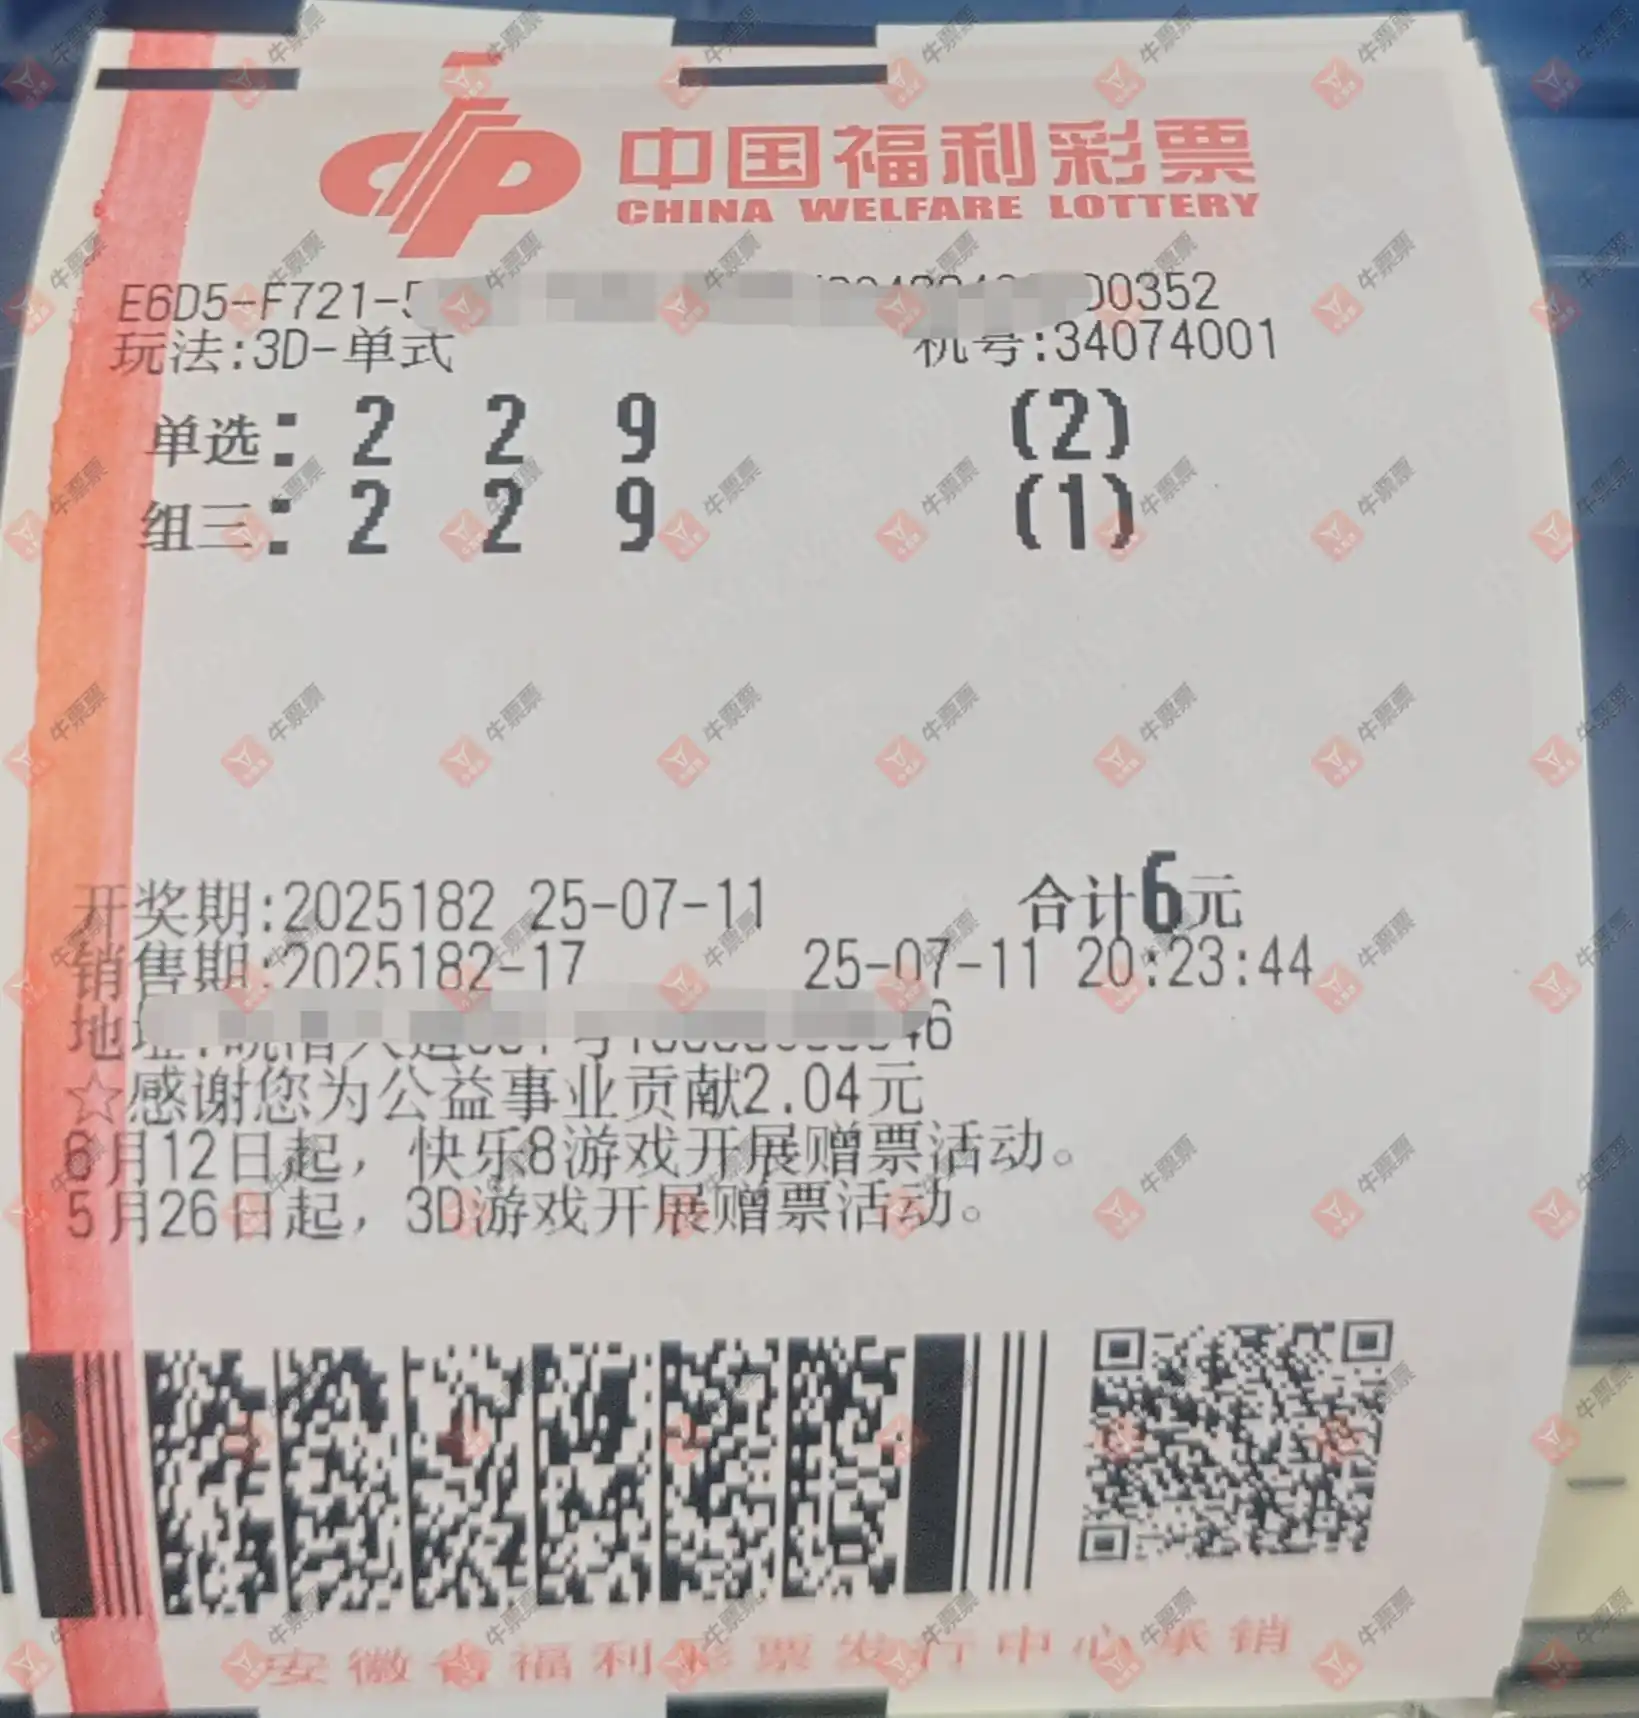 中国福利彩票
CHINA WELFARE LOTTERY
E6D5-F721- 00352
玩法:3D-单式 机号:34074001
单选: 2 2 9 (2)
组三: 2 2 9 (1)
开奖期:2025182 25-07-11 合计6元
销售期:2025182-17 25-07-11 20:23:44
地址: 6
☆感谢您为公益事业贡献2.04元
6月12日起，快乐8游戏开展赠票活动。
5月26日起，3D游戏开展赠票活动。
安徽省福利彩票发行中心承销
牛票票